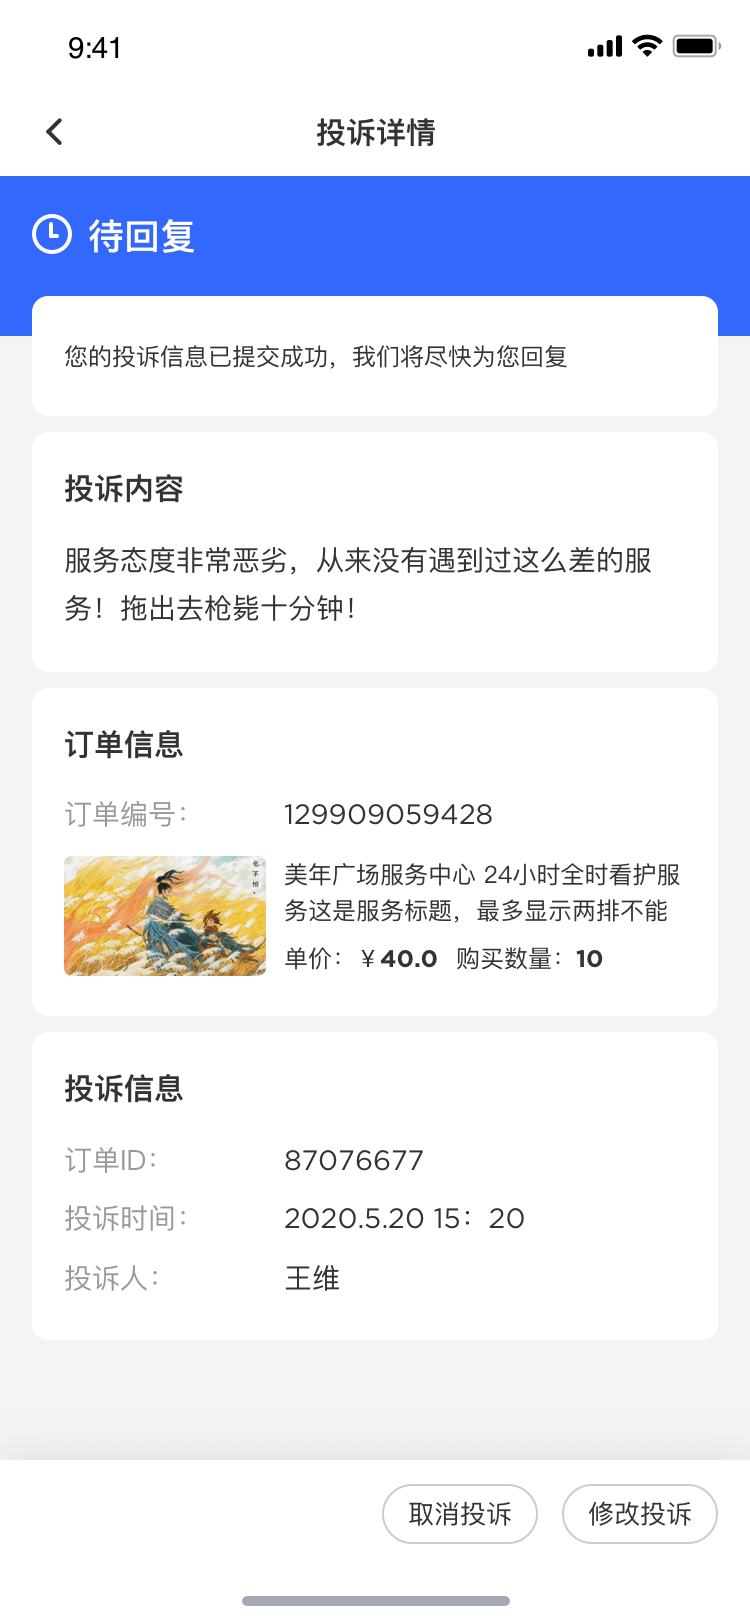 9:41
投诉详情
待回复
您的投诉信息已提交成功，我们将尽快为您回复
投诉内容
服务态度非常恶劣，从来没有遇到过这么差的服
务！拖出去枪毙十分钟！
订单信息
订单编号：
129909059428
也不怕。
美年广场服务中心 24小时全时看护服
务这是服务标题，最多显示两排不能
单价：￥40.0 购买数量：10
投诉信息
订单ID：
87076677
投诉时间：
2020.5.20 15：20
投诉人：
王维
取消投诉
修改投诉